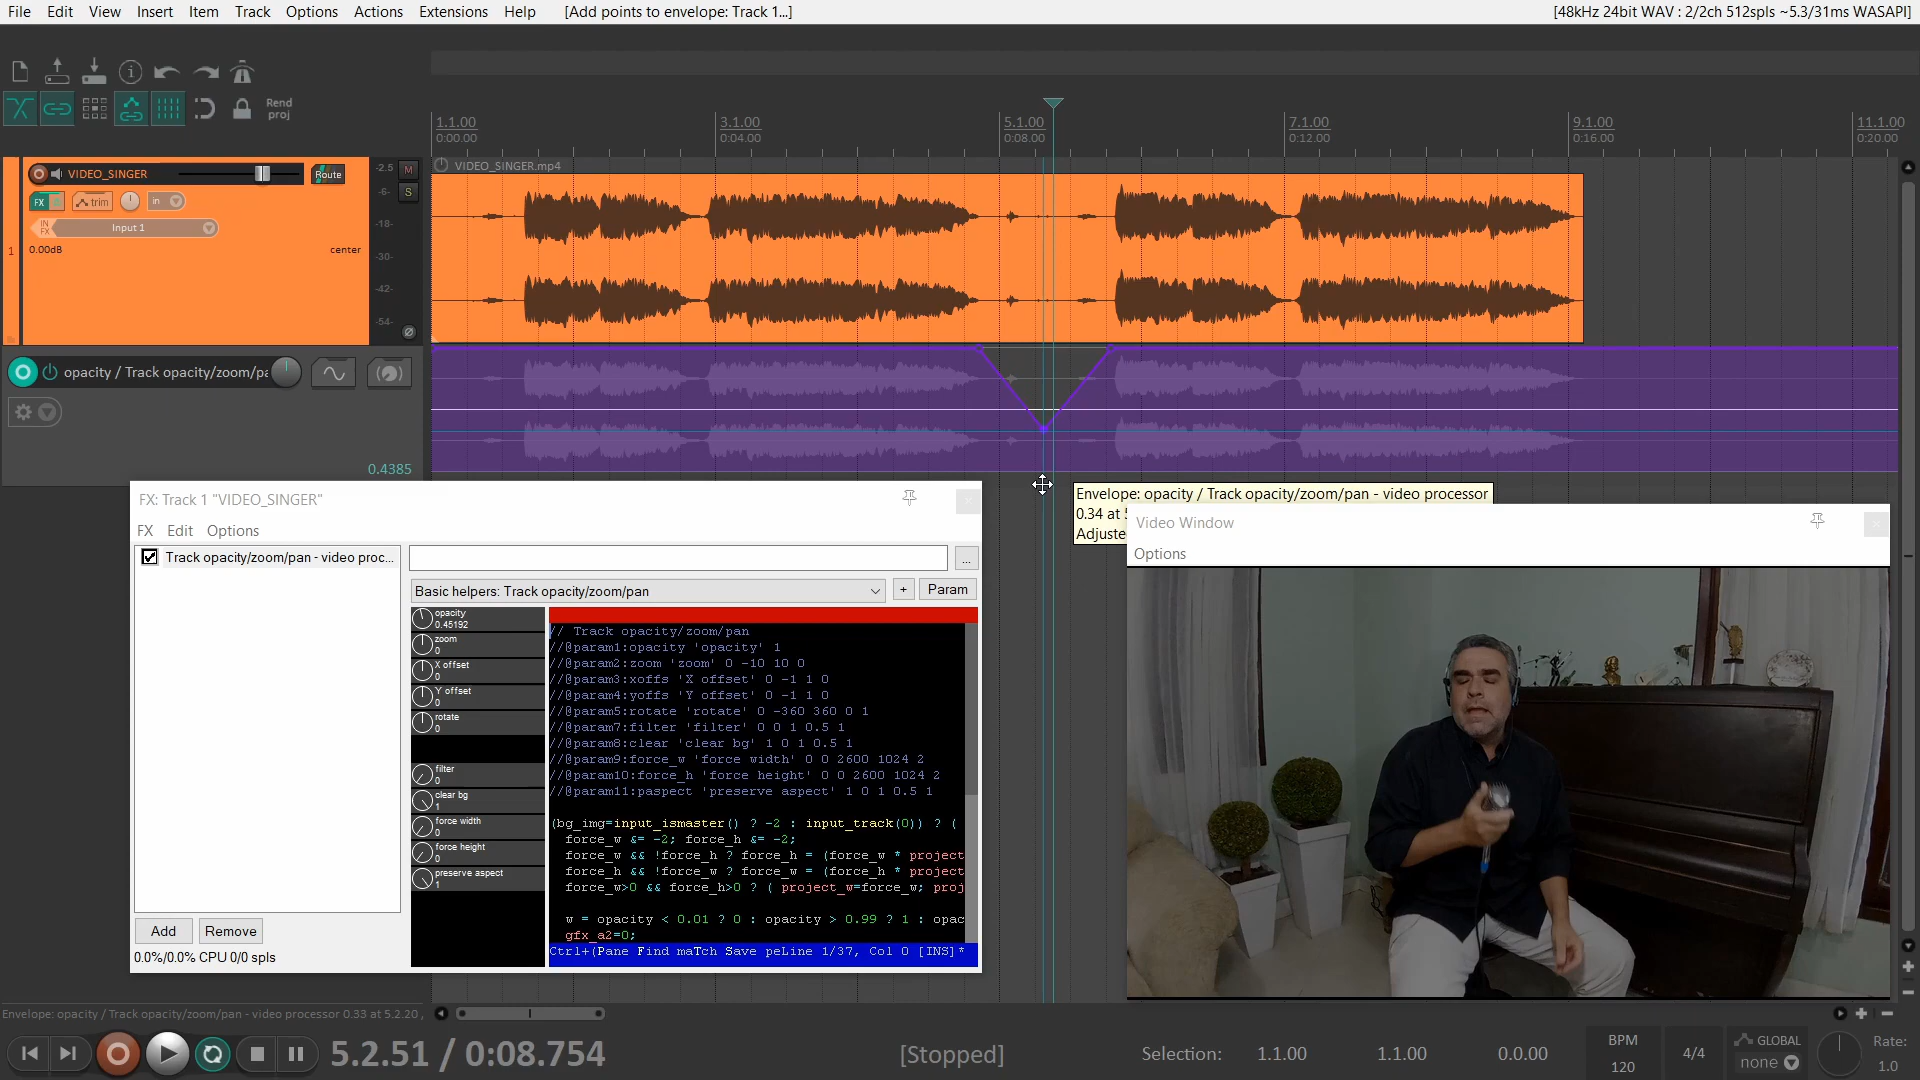 File Edit View Insert Item Track Options Actions Extensions Help [Add points to envelope: Track 1...] [48kHz 24bit WAV : 2/2ch 512spls ~5.3/31ms WASAPI]
Rend
proj
1.1.00 3.1.00 5.1.00 7.1.00 9.1.00 11.1.00
0:00.00 0:04.00 0:08.00 0:12.00 0:16.00 0:20.00
VIDEO_SINGER.mp4
VIDEO_SINGER Route
FX trim in
IN FX Input 1
0.00dB center
1
-2.5 M
-6- S
-18-
-30-
-42-
-54-
opacity / Track opacity/zoom/pa
0.4385
Envelope: opacity / Track opacity/zoom/pan - video processor
0.34 at 5
Adjuste
FX: Track 1 "VIDEO_SINGER"
FX Edit Options
Track opacity/zoom/pan - video proc...
...
Basic helpers: Track opacity/zoom/pan + Param
opacity
0.45192
zoom
0
X offset
0
Y offset
0
rotate
0
filter
0
clear bg
1
force width
0
force height
0
preserve aspect
1
// Track opacity/zoom/pan
//@param1:opacity 'opacity' 1
//@param2:zoom 'zoom' 0 -10 10 0
//@param3:xoffs 'X offset' 0 -1 1 0
//@param4:yoffs 'Y offset' 0 -1 1 0
//@param5:rotate 'rotate' 0 -360 360 0 1
//@param7:filter 'filter' 0 0 1 0.5 1
//@param8:clear 'clear bg' 1 0 1 0.5 1
//@param9:force_w 'force width' 0 0 2600 1024 2
//@param10:force_h 'force height' 0 0 2600 1024 2
//@param11:paspect 'preserve aspect' 1 0 1 0.5 1
(bg_img=input_ismaster() ? -2 : input_track(0)) ? (
force_w &= -2; force_h &= -2;
force_w && !force_h ? force_h = (force_w * project
force_h && !force_w ? force_w = (force_h * project
force_w>0 && force_h>0 ? ( project_w=force_w; proj
w = opacity < 0.01 ? 0 : opacity > 0.99 ? 1 : opac
gfx_a2=0;
Ctrl+(Pane Find maTch Save peLine 1/37, Col 0 [INS]*
Add Remove
0.0%/0.0% CPU 0/0 spls
Video Window
Options
Envelope: opacity / Track opacity/zoom/pan - video processor 0.33 at 5.2.20 ,
5.2.51 / 0:08.754 [Stopped] Selection: 1.1.00 1.1.00 0.0.00
BPM
120
4/4
GLOBAL
none
Rate:
1.0